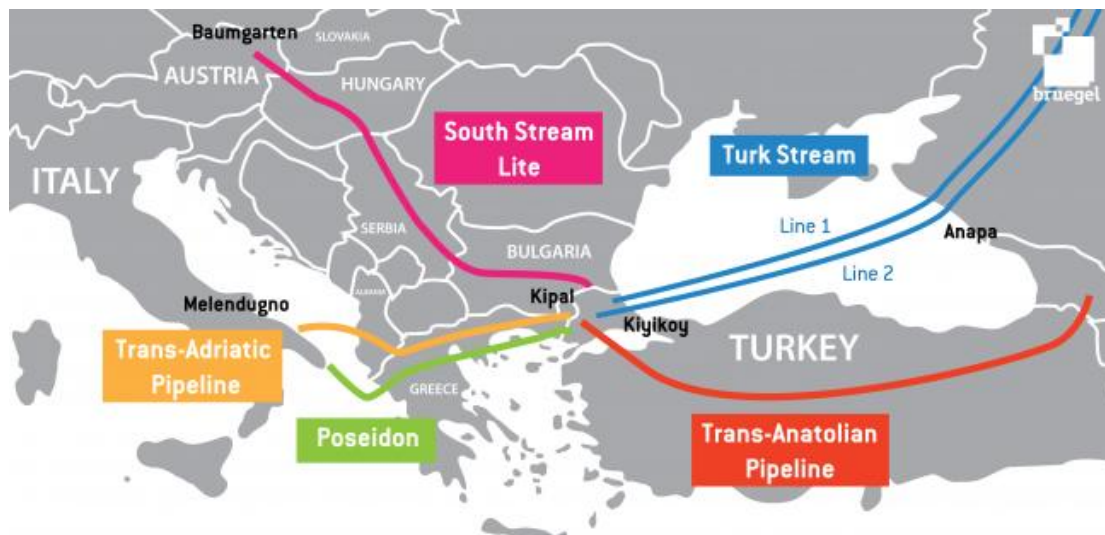 Baumgarten
SLOVAKIA
AUSTRIA
HUNGARY
bruegel
South Stream
Lite
Turk Stream
ITALY
SERBIA
Line 1
Anapa
BULGARIA
Line 2
ALBANIA
Kipal
Melendugno
Kiyikoy
TURKEY
Trans-Adriatic
Pipeline
GREECE
Poseidon
Trans-Anatolian
Pipeline